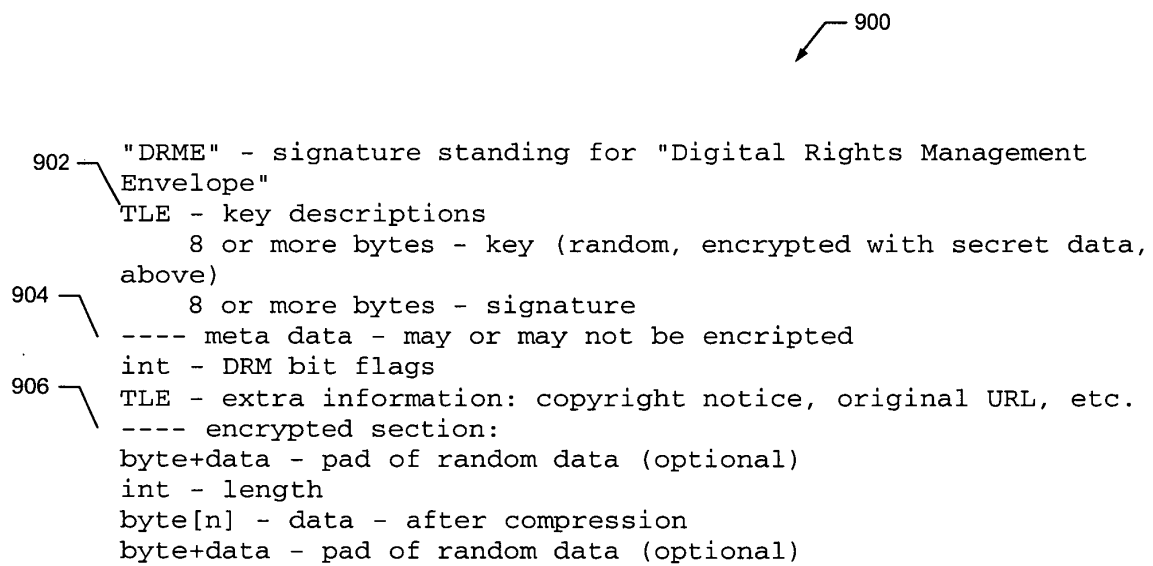 900
902
"DRME" - signature standing for "Digital Rights Management
Envelope"
TLE - key descriptions
8 or more bytes - key (random, encrypted with secret data,
above)
904
8 or more bytes - signature
---- meta data - may or may not be encripted
int - DRM bit flags
906
TLE - extra information: copyright notice, original URL, etc.
---- encrypted section:
byte+data - pad of random data (optional)
int - length
byte[n] - data - after compression
byte+data - pad of random data (optional)